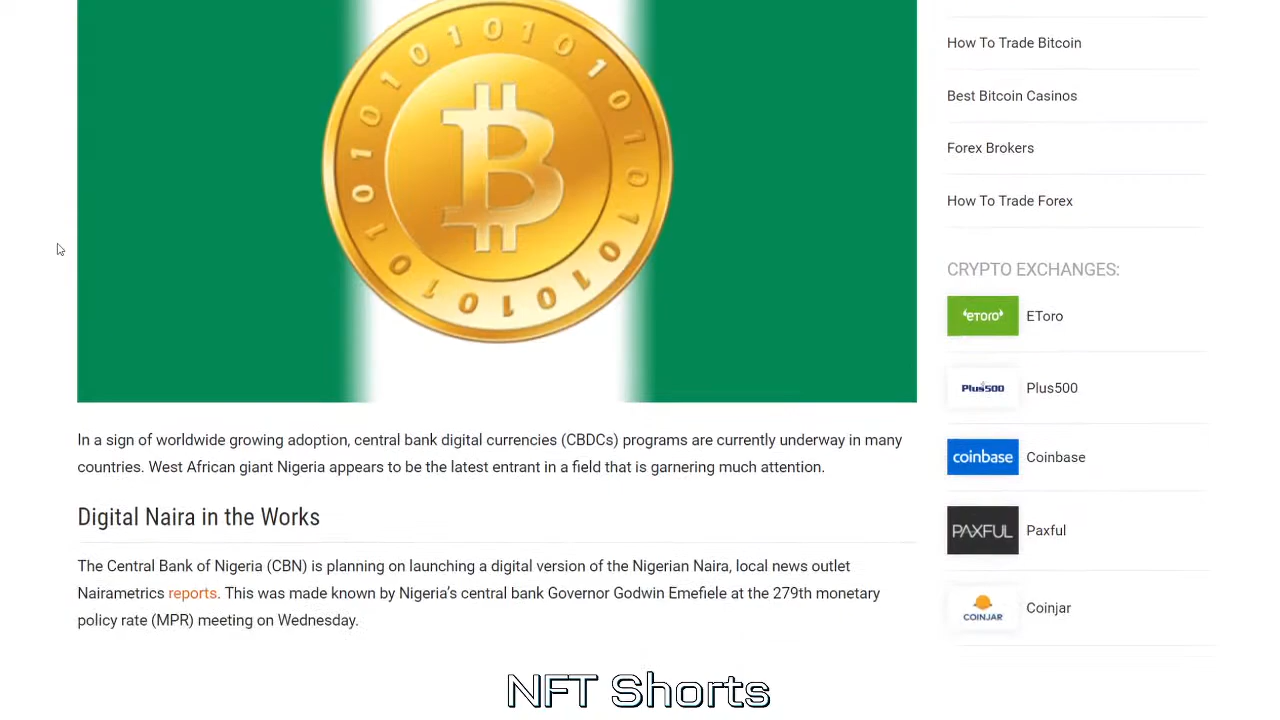 How To Trade Bitcoin
Best Bitcoin Casinos
Forex Brokers
How To Trade Forex
CRYPTO EXCHANGES:
eToro EToro
Plus500 Plus500
coinbase Coinbase
PAXFUL Paxful
COINJAR Coinjar
In a sign of worldwide growing adoption, central bank digital currencies (CBDCs) programs are currently underway in many
countries. West African giant Nigeria appears to be the latest entrant in a field that is garnering much attention.
Digital Naira in the Works
The Central Bank of Nigeria (CBN) is planning on launching a digital version of the Nigerian Naira, local news outlet
Nairametrics reports. This was made known by Nigeria’s central bank Governor Godwin Emefiele at the 279th monetary
policy rate (MPR) meeting on Wednesday.
NFT Shorts